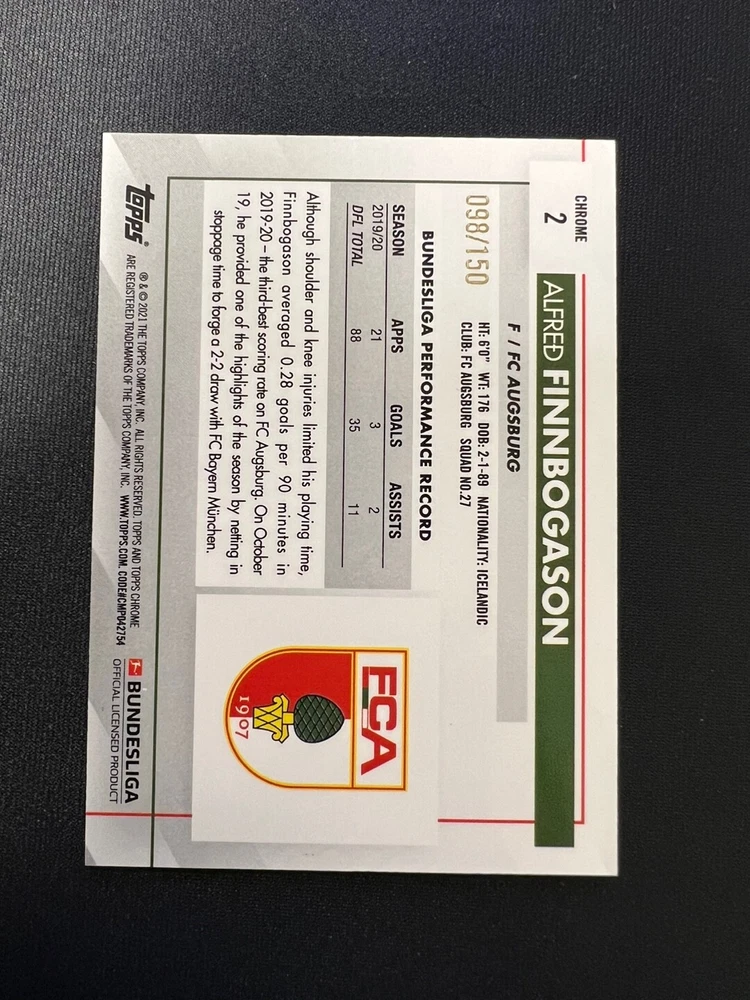 CHROME
2
ALFRED FINNBOGASON
F / FC AUGSBURG
HT: 6'0" WT: 176 DOB: 2-1-89 NATIONALITY: ICELANDIC
CLUB: FC AUGSBURG SQUAD NO. 27
098/150
BUNDESLIGA PERFORMANCE RECORD
SEASON APPS GOALS ASSISTS
2019/20 21 3 2
DFL TOTAL 88 35 11
Although shoulder and knee injuries limited his playing time,
Finnbogason averaged 0.28 goals per 90 minutes in
2019-20 – the third-best scoring rate on FC Augsburg. On October
19, he provided one of the highlights of the season by netting in
stoppage time to forge a 2-2 draw with FC Bayern München.
FCA
1907
topps®
® & © 2021 THE TOPPS COMPANY, INC. ALL RIGHTS RESERVED. TOPPS AND TOPPS CHROME
ARE REGISTERED TRADEMARKS OF THE TOPPS COMPANY, INC. WWW.TOPPS.COM. CODE#CMP042754
BUNDESLIGA
OFFICIAL LICENSED PRODUCT